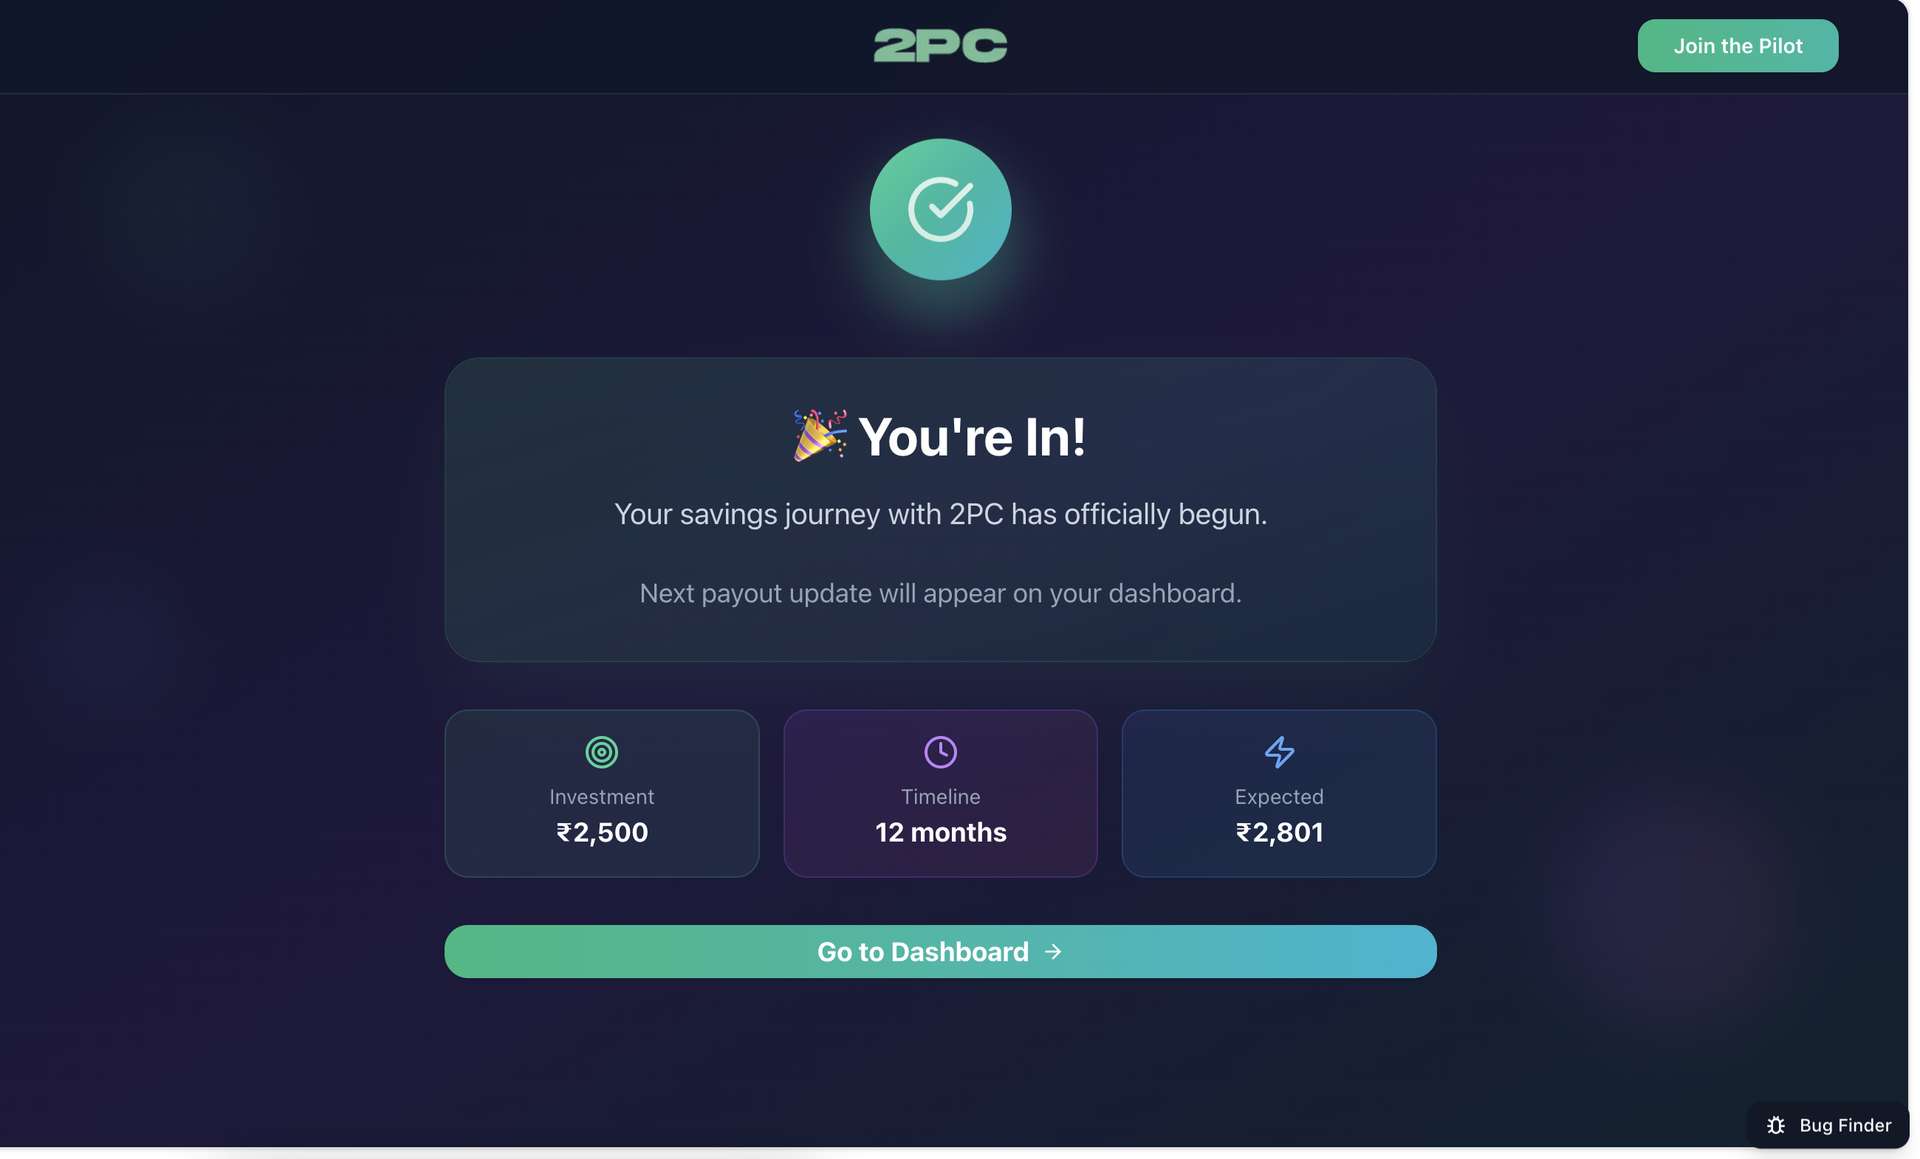 2PC
Join the Pilot
🎉 You're In!
Your savings journey with 2PC has officially begun.
Next payout update will appear on your dashboard.
Investment
₹2,500
Timeline
12 months
Expected
₹2,801
Go to Dashboard →
Bug Finder